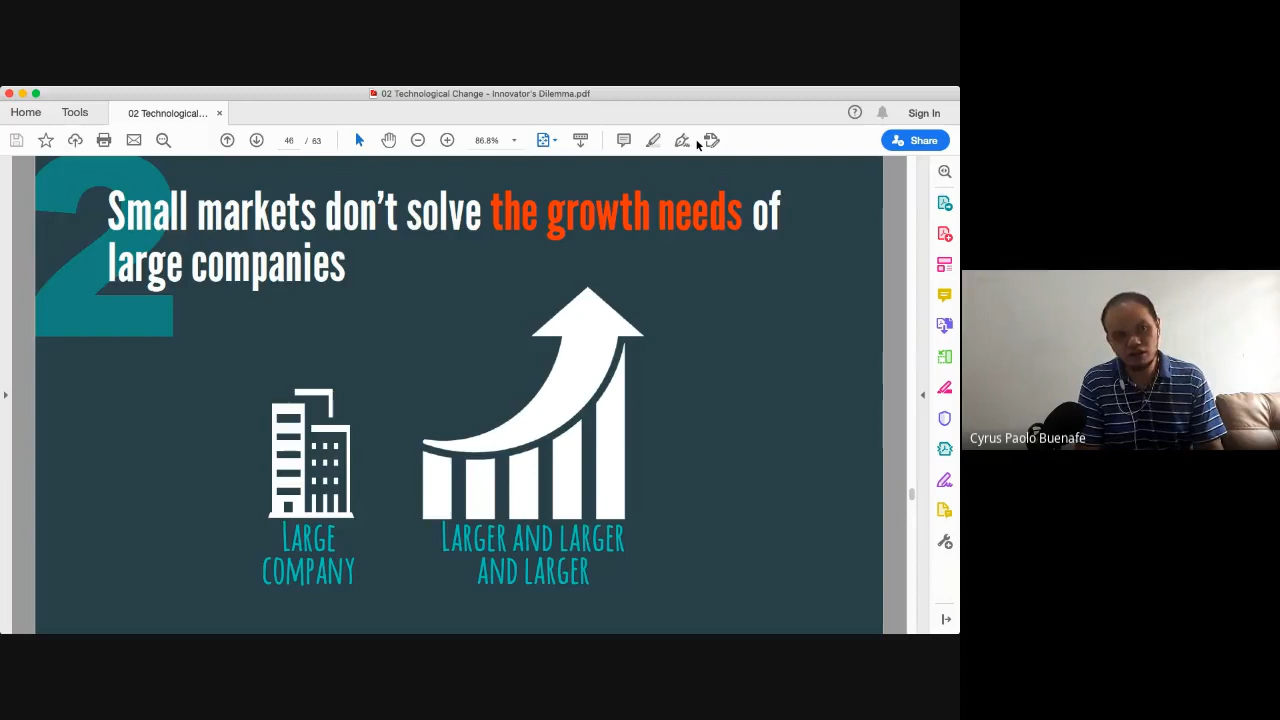 02 Technological Change - Innovator's Dilemma.pdf
Home
Tools
02 Technological...
Sign In
46 / 63
86.8%
Share
2
Small markets don't solve the growth needs of
large companies
Large
company
Larger and larger
and larger
Cyrus Paolo Buenafe